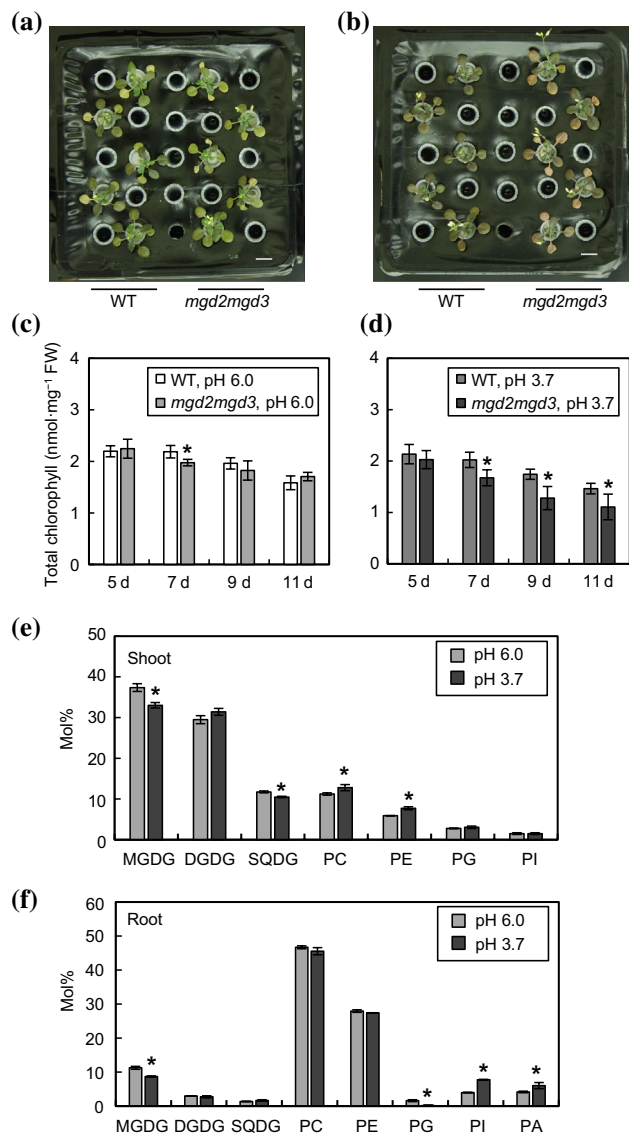 (a)
(b)
WT mgd2mgd3
WT mgd2mgd3
(c)
Total chlorophyll (nmol·mg⁻¹ FW)
4
3
2
1
0
WT, pH 6.0
mgd2mgd3, pH 6.0
*
5 d 7 d 9 d 11 d
(d)
4
3
2
1
0
WT, pH 3.7
mgd2mgd3, pH 3.7
* * *
5 d 7 d 9 d 11 d
(e)
Mol%
50
40
30
20
10
0
Shoot
pH 6.0
pH 3.7
* * * *
MGDG DGDG SQDG PC PE PG PI
(f)
Mol%
60
50
40
30
20
10
0
Root
pH 6.0
pH 3.7
* * * *
MGDG DGDG SQDG PC PE PG PI PA